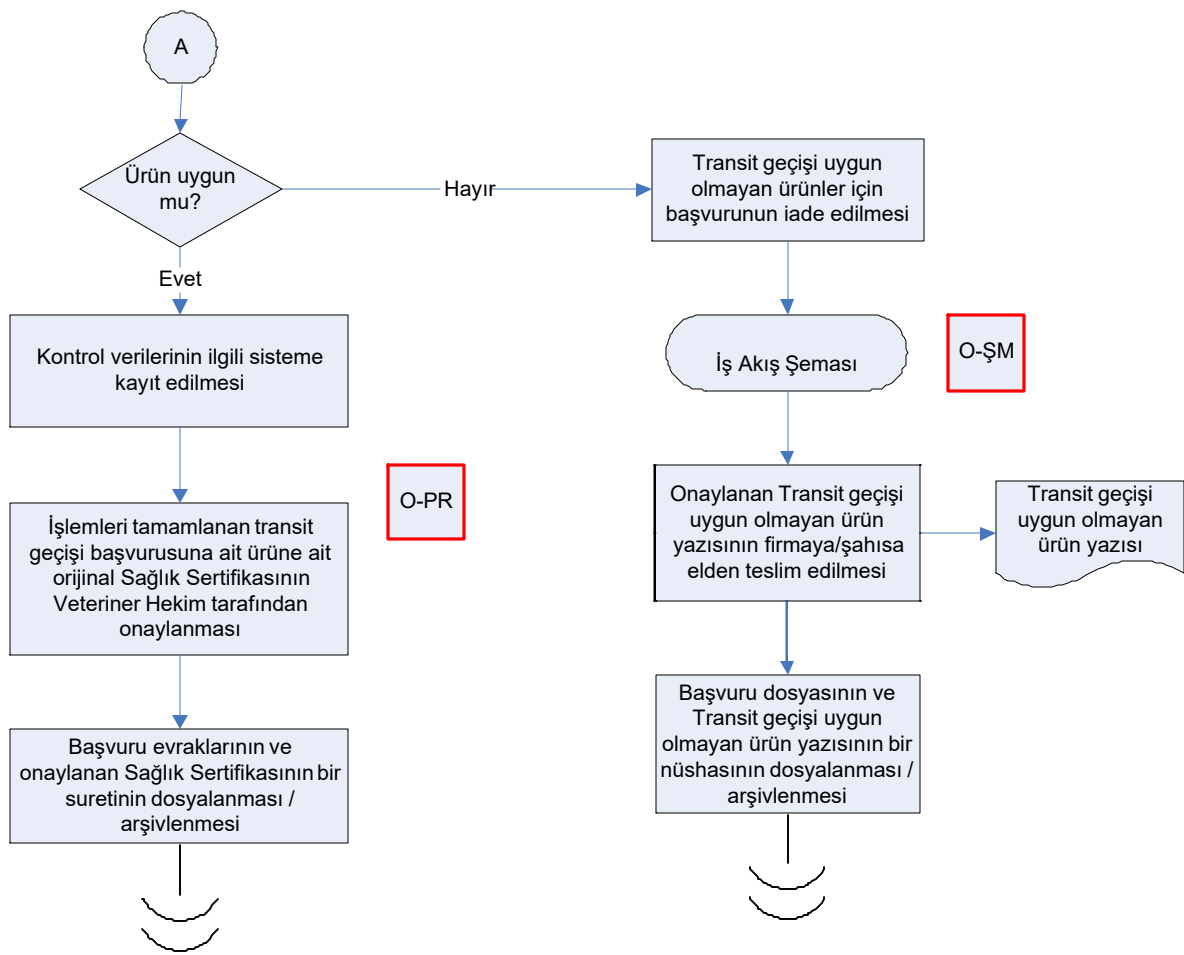 A
Ürün uygun
mu?
Hayır
Evet
Transit geçişi uygun
olmayan ürünler için
başvurunun iade edilmesi
Kontrol verilerinin ilgili sisteme
kayıt edilmesi
İş Akış Şeması
O-ŞM
O-PR
İşlemleri tamamlanan transit
geçişi başvurusuna ait ürüne ait
orijinal Sağlık Sertifikasının
Veteriner Hekim tarafından
onaylanması
Onaylanan Transit geçişi
uygun olmayan ürün
yazısının firmaya/şahısa
elden teslim edilmesi
Transit geçişi
uygun olmayan
ürün yazısı
Başvuru evraklarının ve
onaylanan Sağlık Sertifikasının bir
suretinin dosyalanması /
arşivlenmesi
Başvuru dosyasının ve
Transit geçişi uygun
olmayan ürün yazısının bir
nüshasının dosyalanması /
arşivlenmesi